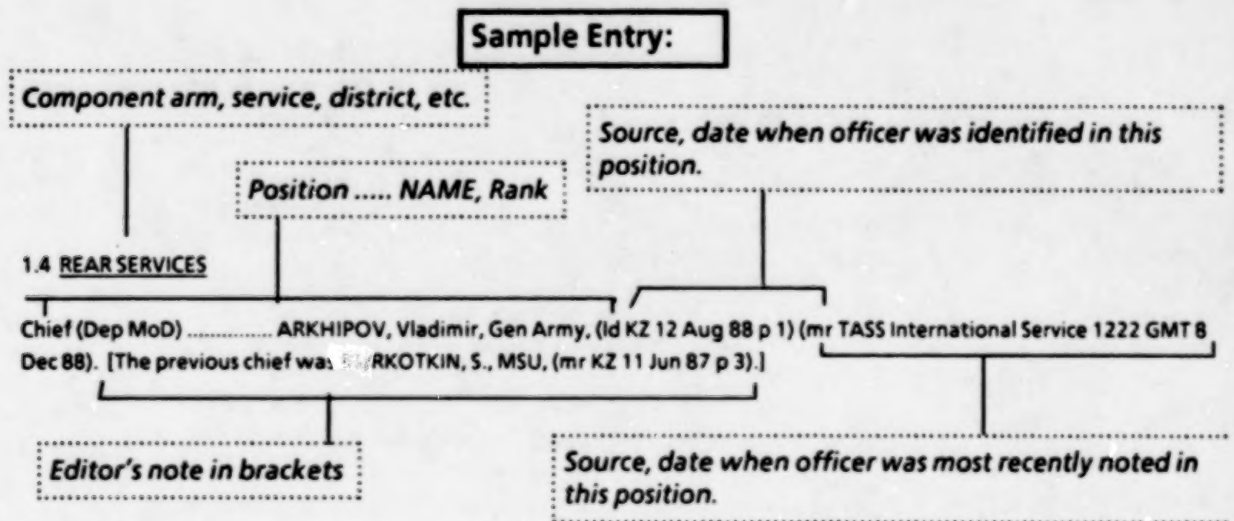 Sample Entry:
Component arm, service, district, etc.
Source, date when officer was identified in this
position.
Position ..... NAME, Rank
1.4 REAR SERVICES
Chief (Dep MoD) .............. ARKHIPOV, Vladimir, Gen Army, (Id KZ 12 Aug 88 p 1) (mr TASS International Service 1222 GMT 8
Dec 88). [The previous chief was S., MSU, (mr KZ 11 Jun 87 p 3).]
Editor's note in brackets
Source, date when officer was most recently noted in
this position.